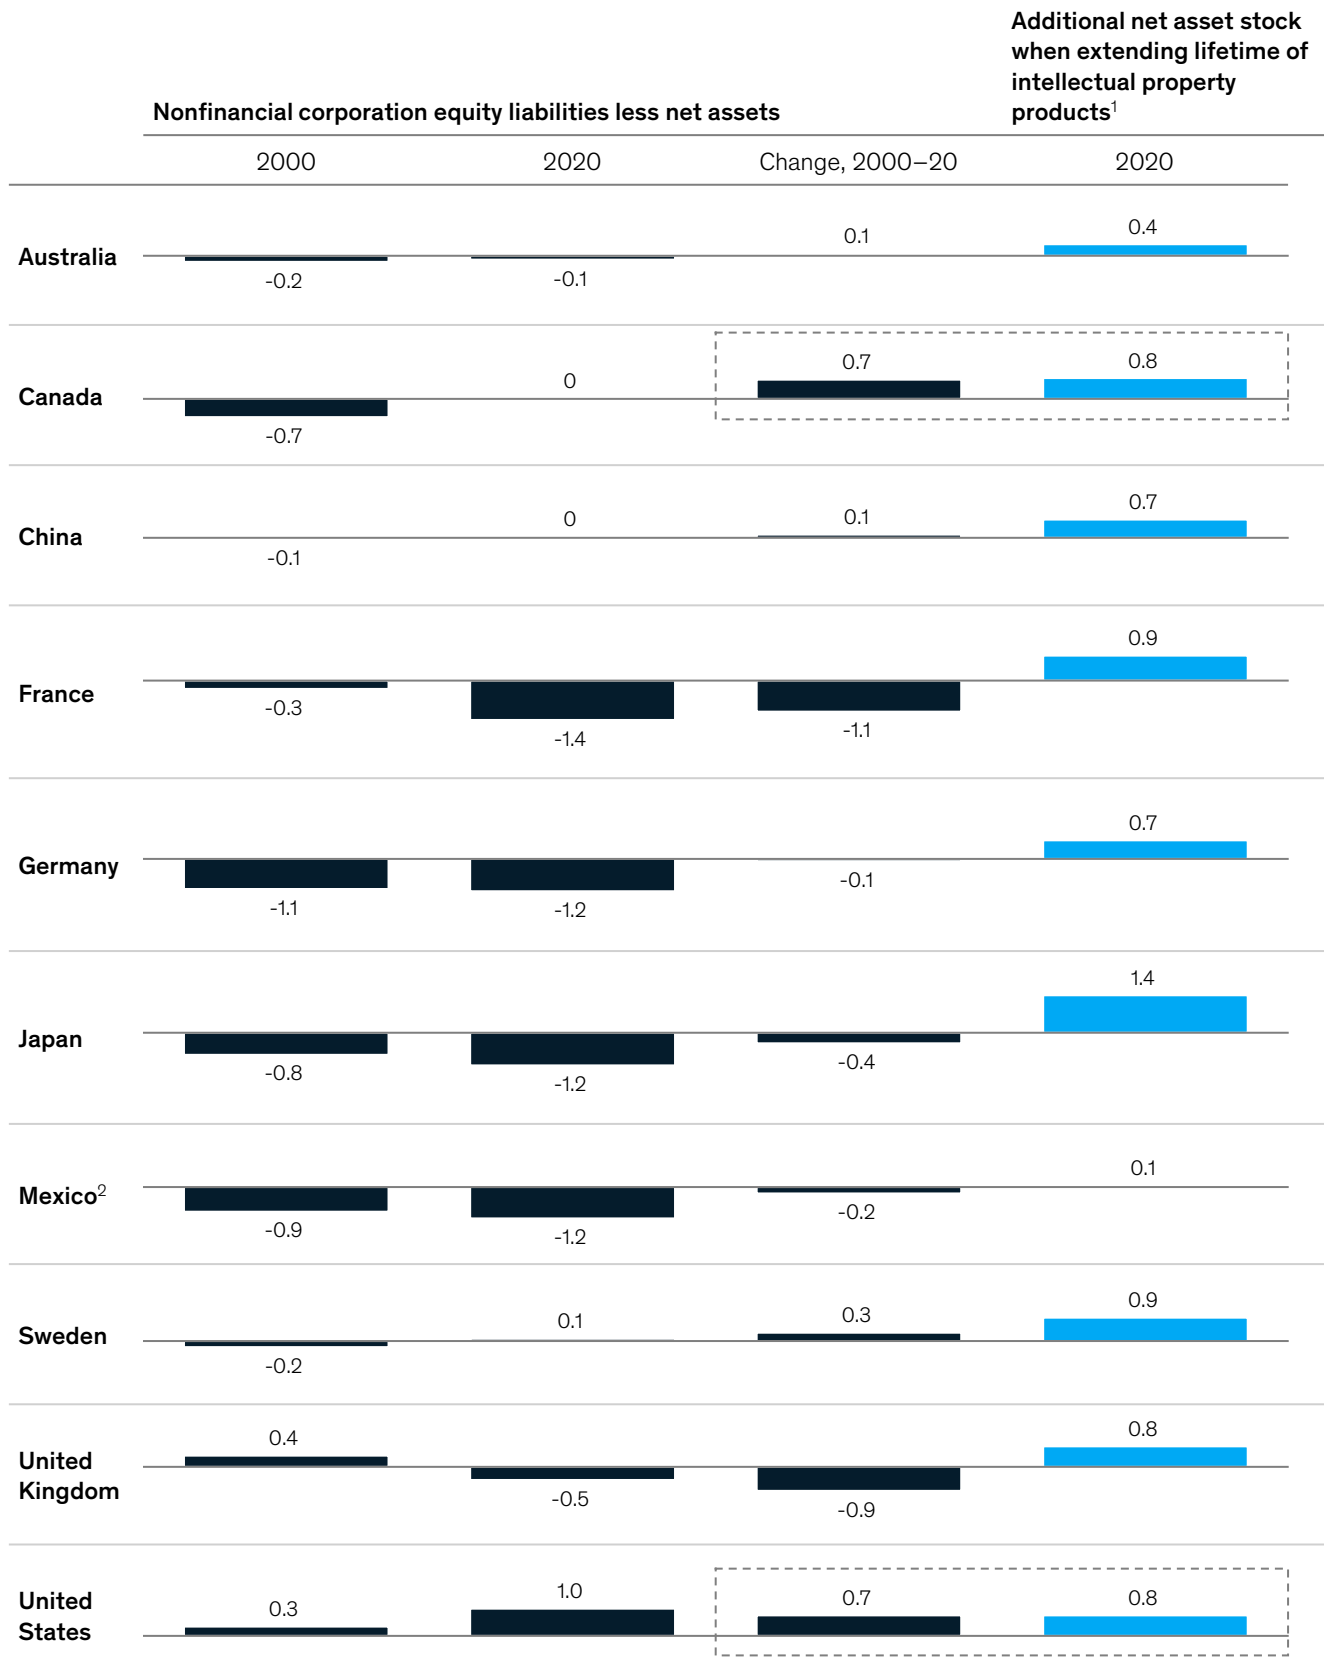 Additional net asset stock
when extending lifetime of
intellectual property
products¹
Nonfinancial corporation equity liabilities less net assets
2000 2020 Change, 2000–20 2020
Australia -0.2 -0.1 0.1 0.4
Canada -0.7 0 0.7 0.8
China -0.1 0 0.1 0.7
France -0.3 -1.4 -1.1 0.9
Germany -1.1 -1.2 -0.1 0.7
Japan -0.8 -1.2 -0.4 1.4
Mexico² -0.9 -1.2 -0.2 0.1
Sweden -0.2 0.1 0.3 0.9
United
Kingdom 0.4 -0.5 -0.9 0.8
United
States 0.3 1.0 0.7 0.8